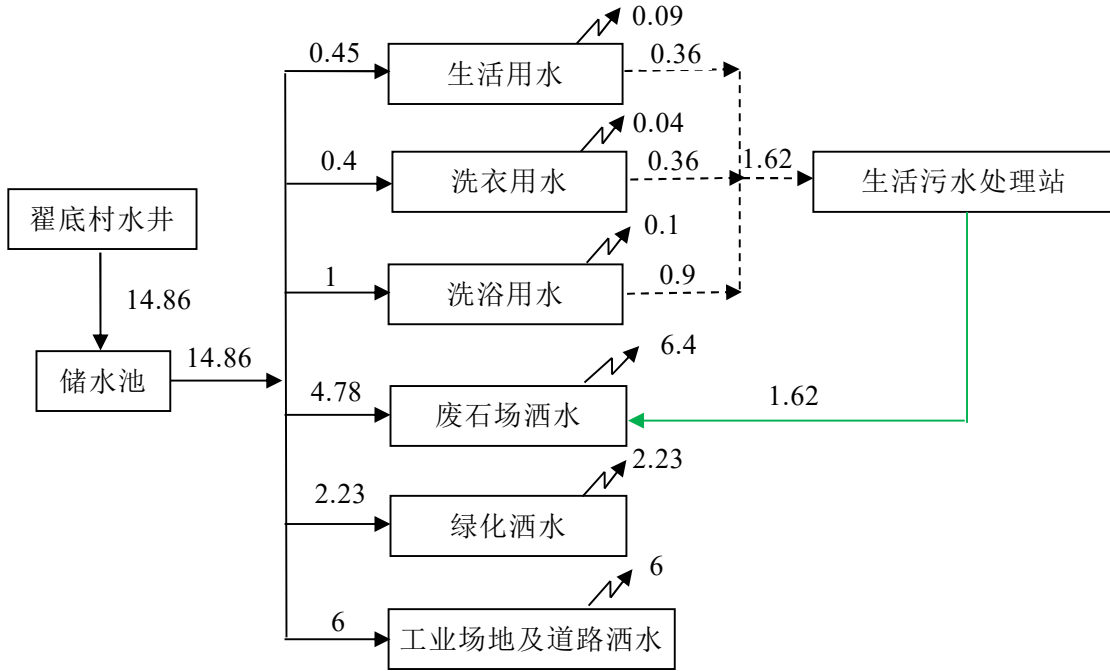 0.09
0.45
生活用水
0.36
0.04
0.4
洗衣用水
0.36
1.62
生活污水处理站
翟底村水井
0.1
1
洗浴用水
0.9
14.86
储水池
14.86
6.4
4.78
废石场洒水
1.62
2.23
2.23
绿化洒水
6
6
工业场地及道路洒水